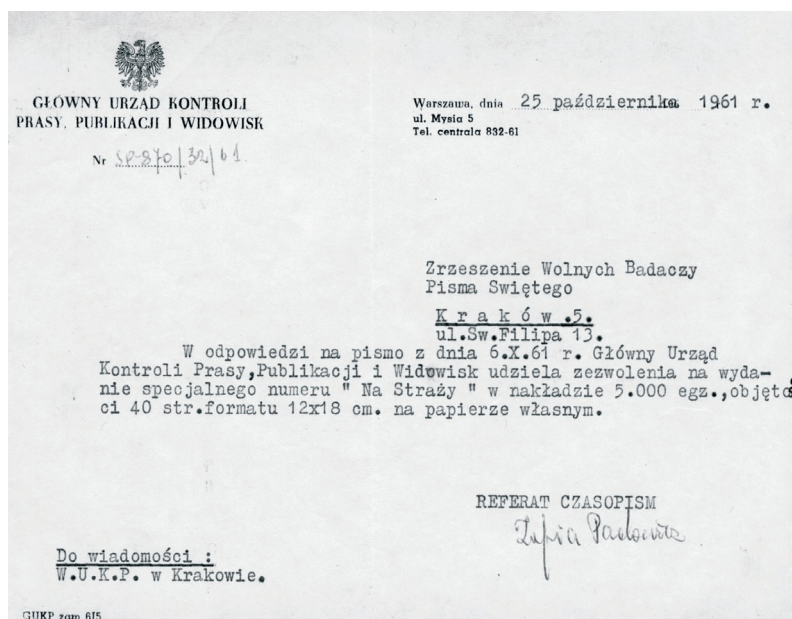 GŁÓWNY URZĄD KONTROLI
PRASY, PUBLIKACJI I WIDOWISK
Nr SP-870/32/61
Warszawa, dnia 25 października 1961 r.
ul. Mysia 5
Tel. centrala 832-61
Zrzeszenie Wolnych Badaczy
Pisma Swiętego
K r a k ó w .5.
ul.Sw.Filipa 13.
W odpowiedzi na pismo z dnia 6.X.61 r. Główny Urząd
Kontroli Prasy,Publikacji i Widowisk udziela zezwolenia na wyda-
nie specjalnego numeru " Na Straży " w nakładzie 5.000 egz.,objętoś
ci 40 str.formatu 12x18 cm. na papierze własnym.
REFERAT CZASOPISM
Zofia
Do wiadomości :
W.U.K.P. w Krakowie.
GUKP zam 615